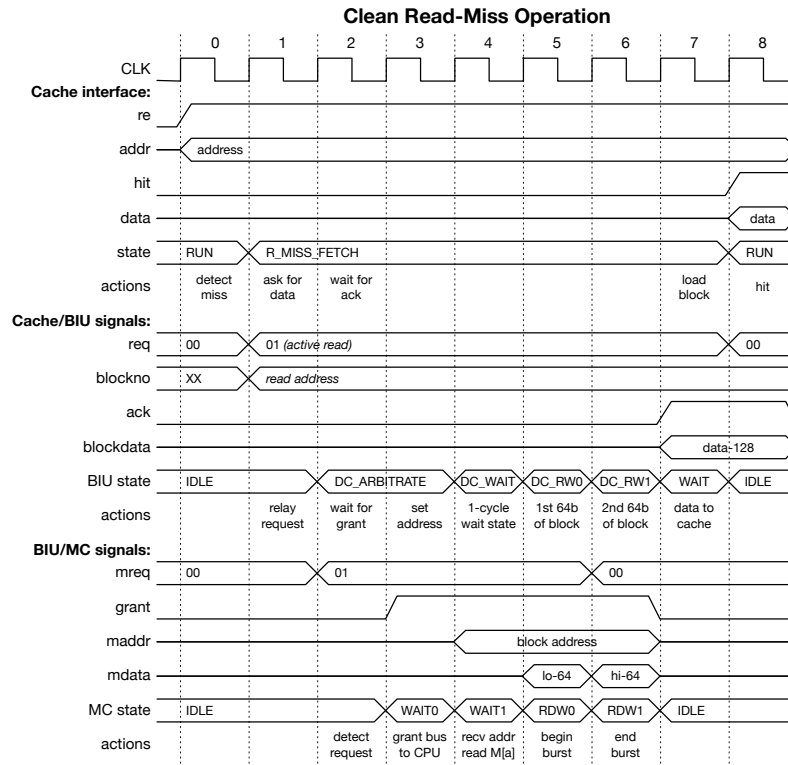 Clean Read-Miss Operation
0 1 2 3 4 5 6 7 8
CLK
Cache interface:
re
addr address
hit
data data
state RUN R_MISS_FETCH RUN
actions detect ask for wait for load hit
miss data ack block
Cache/BIU signals:
req 00 01 (active read) 00
blockno XX read address
ack
blockdata data-128
BIU state IDLE DC_ARBITRATE DC_WAIT DC_RW0 DC_RW1 WAIT IDLE
actions relay wait for set 1-cycle 1st 64b 2nd 64b data to
request grant address wait state of block of block cache
BIU/MC signals:
mreq 00 01 00
grant
maddr block address
mdata lo-64 hi-64
MC state IDLE WAIT0 WAIT1 RDW0 RDW1 IDLE
actions detect grant bus recv addr begin end
request to CPU read M[a] burst burst